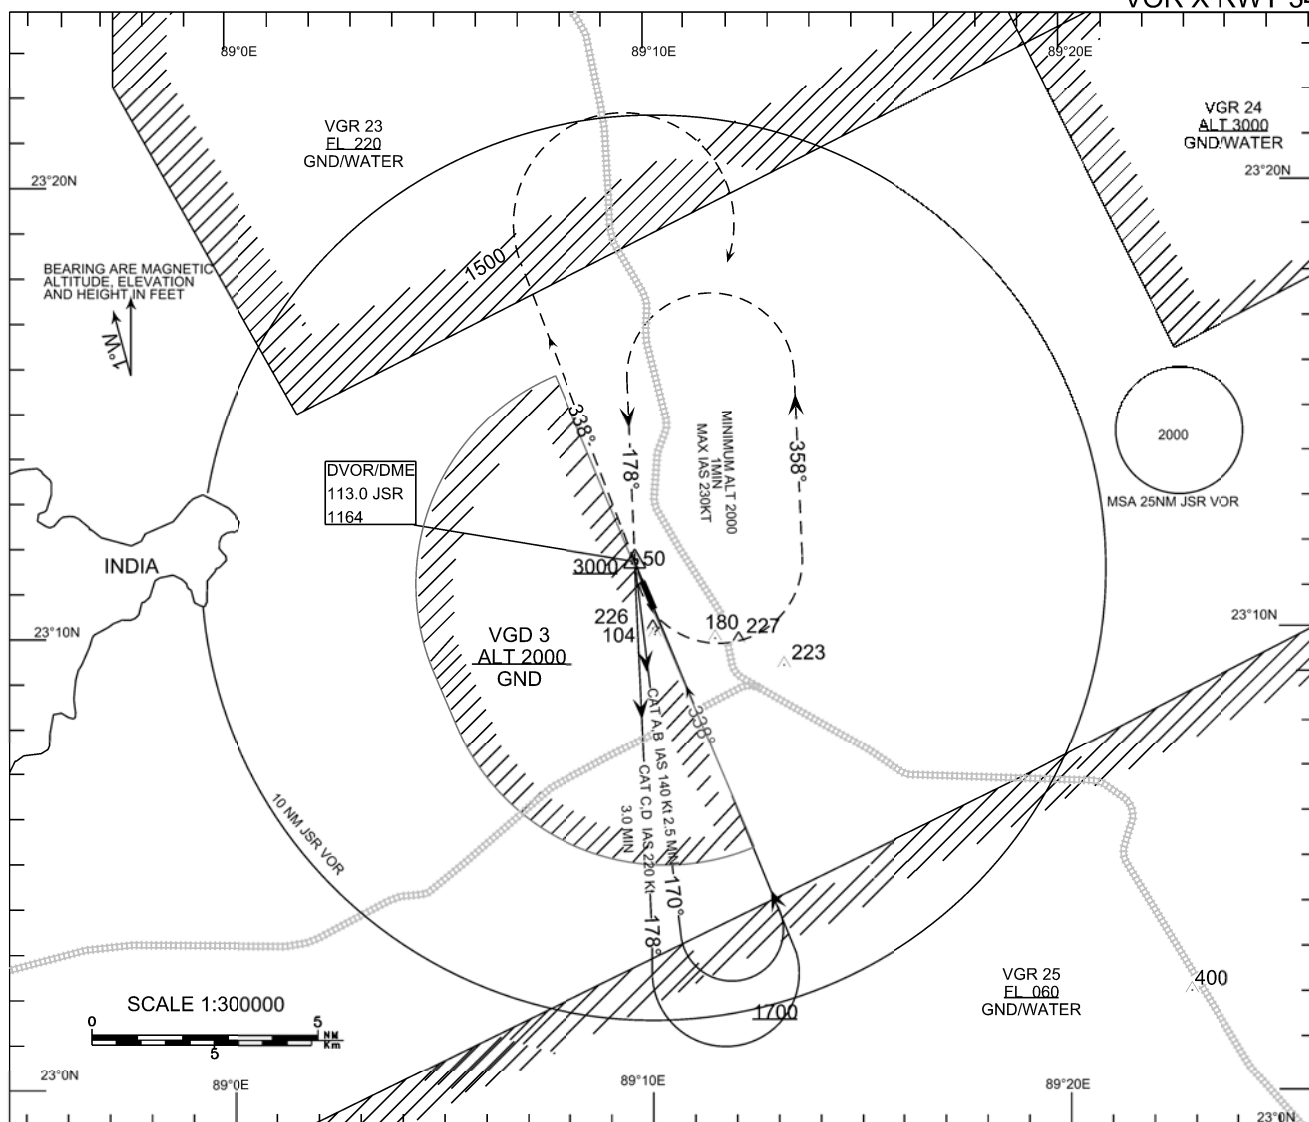 VOR X RWY 34
89°0E
89°10E
89°20E
VGR 23
FL 220
GND/WATER
VGR 24
ALT 3000
GND/WATER
23°20N
23°20N
1500
BEARING ARE MAGNETIC
ALTITUDE, ELEVATION
AND HEIGHT IN FEET
1°W
338°
178°
MINIMUM ALT 2000
1MIN
MAX IAS 230KT
358°
2000
MSA 25NM JSR VOR
DVOR/DME
113.0 JSR
1164
INDIA
3000
50
226
104
180
227
223
23°10N
23°10N
VGD 3
ALT 2000
GND
338°
CAT A,B IAS 140 Kt 2.5 MIN
170°
CAT C,D IAS 220 Kt
3.0 MIN
178°
10 NM JSR VOR
1700
VGR 25
FL 060
GND/WATER
400
SCALE 1:300000
0
5
NM
Km
5
23°0N
89°0E
89°10E
89°20E
23°0N